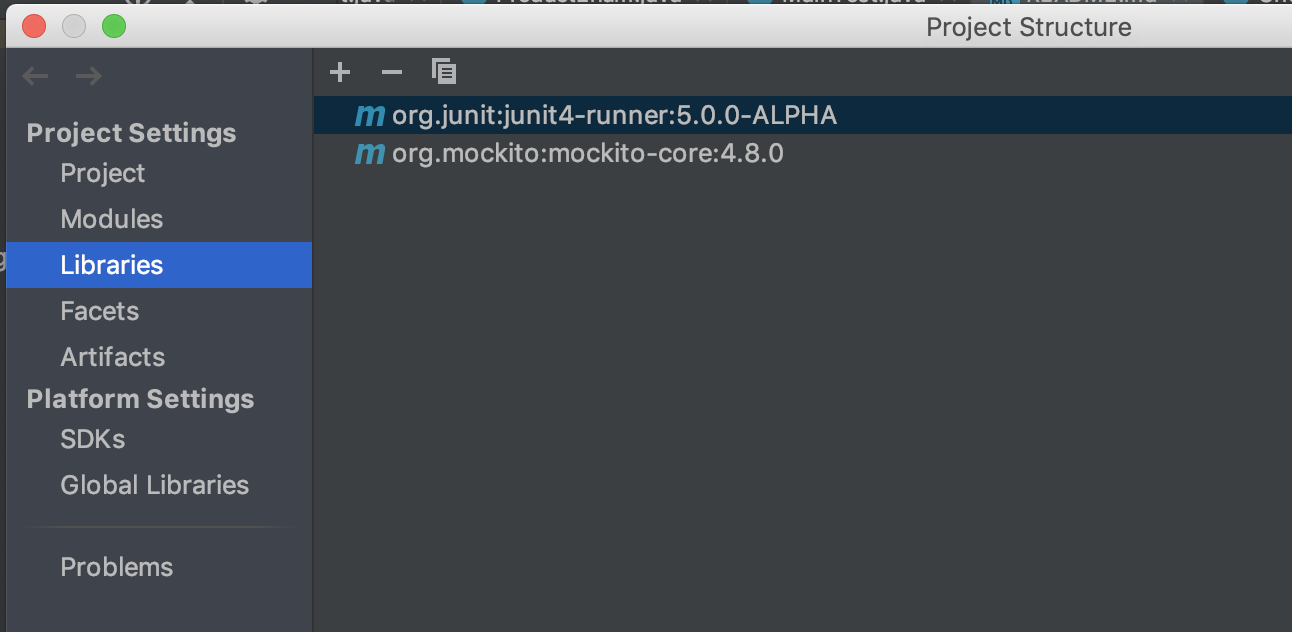 Project Structure
Project Settings
Project
Modules
Libraries
Facets
Artifacts
Platform Settings
SDKs
Global Libraries
Problems
m org.junit:junit4-runner:5.0.0-ALPHA
m org.mockito:mockito-core:4.8.0